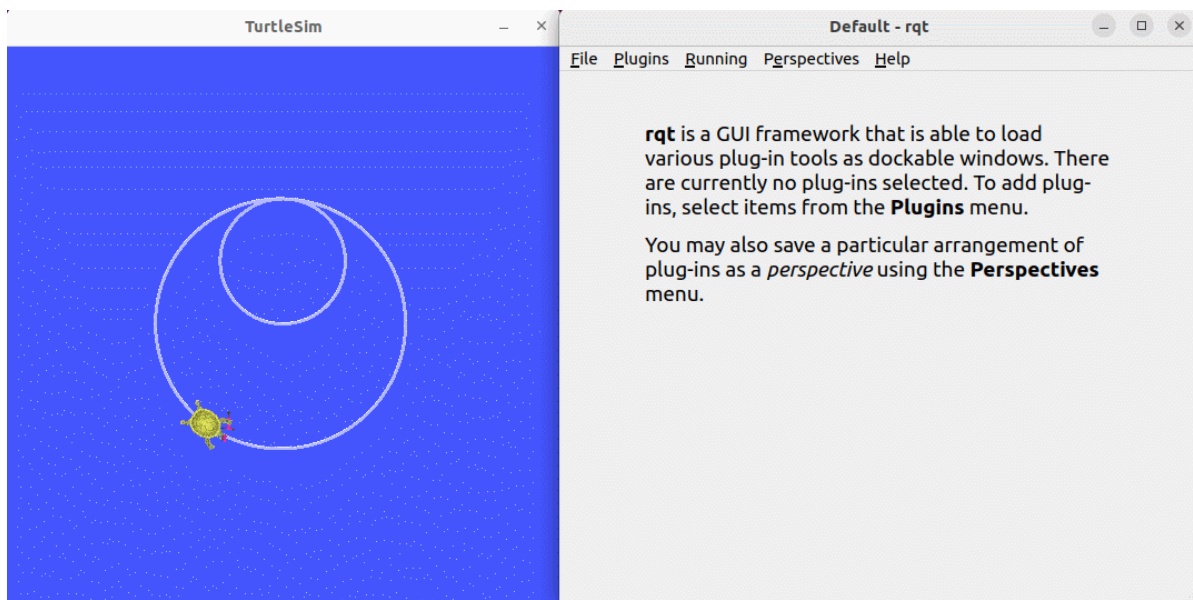 TurtleSim
Default - rqt
File Plugins Running Perspectives Help
rqt is a GUI framework that is able to load
various plug-in tools as dockable windows. There
are currently no plug-ins selected. To add plug-
ins, select items from the Plugins menu.
You may also save a particular arrangement of
plug-ins as a perspective using the Perspectives
menu.